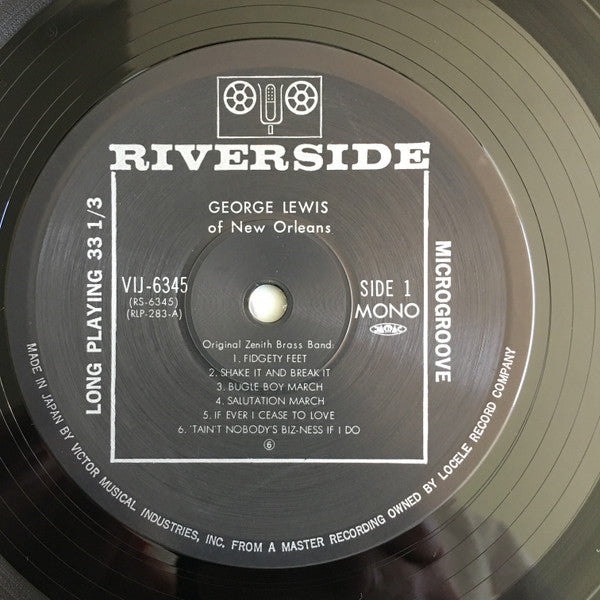 RIVERSIDE
GEORGE LEWIS
of New Orleans
VIJ-6345
(RS-6345)
(RLP-283-A)
SIDE 1
MONO
JASRAC
Original Zenith Brass Band:
1. FIDGETY FEET
2. SHAKE IT AND BREAK IT
3. BUGLE BOY MARCH
4. SALUTATION MARCH
5. IF EVER I CEASE TO LOVE
6. 'TAIN'T NOBODY'S BIZ-NESS IF I DO
⑥
LONG PLAYING 33 1/3
MICROGROOVE
MADE IN JAPAN BY VICTOR MUSICAL INDUSTRIES, INC. FROM A MASTER RECORDING OWNED BY LOCELE RECORD COMPANY